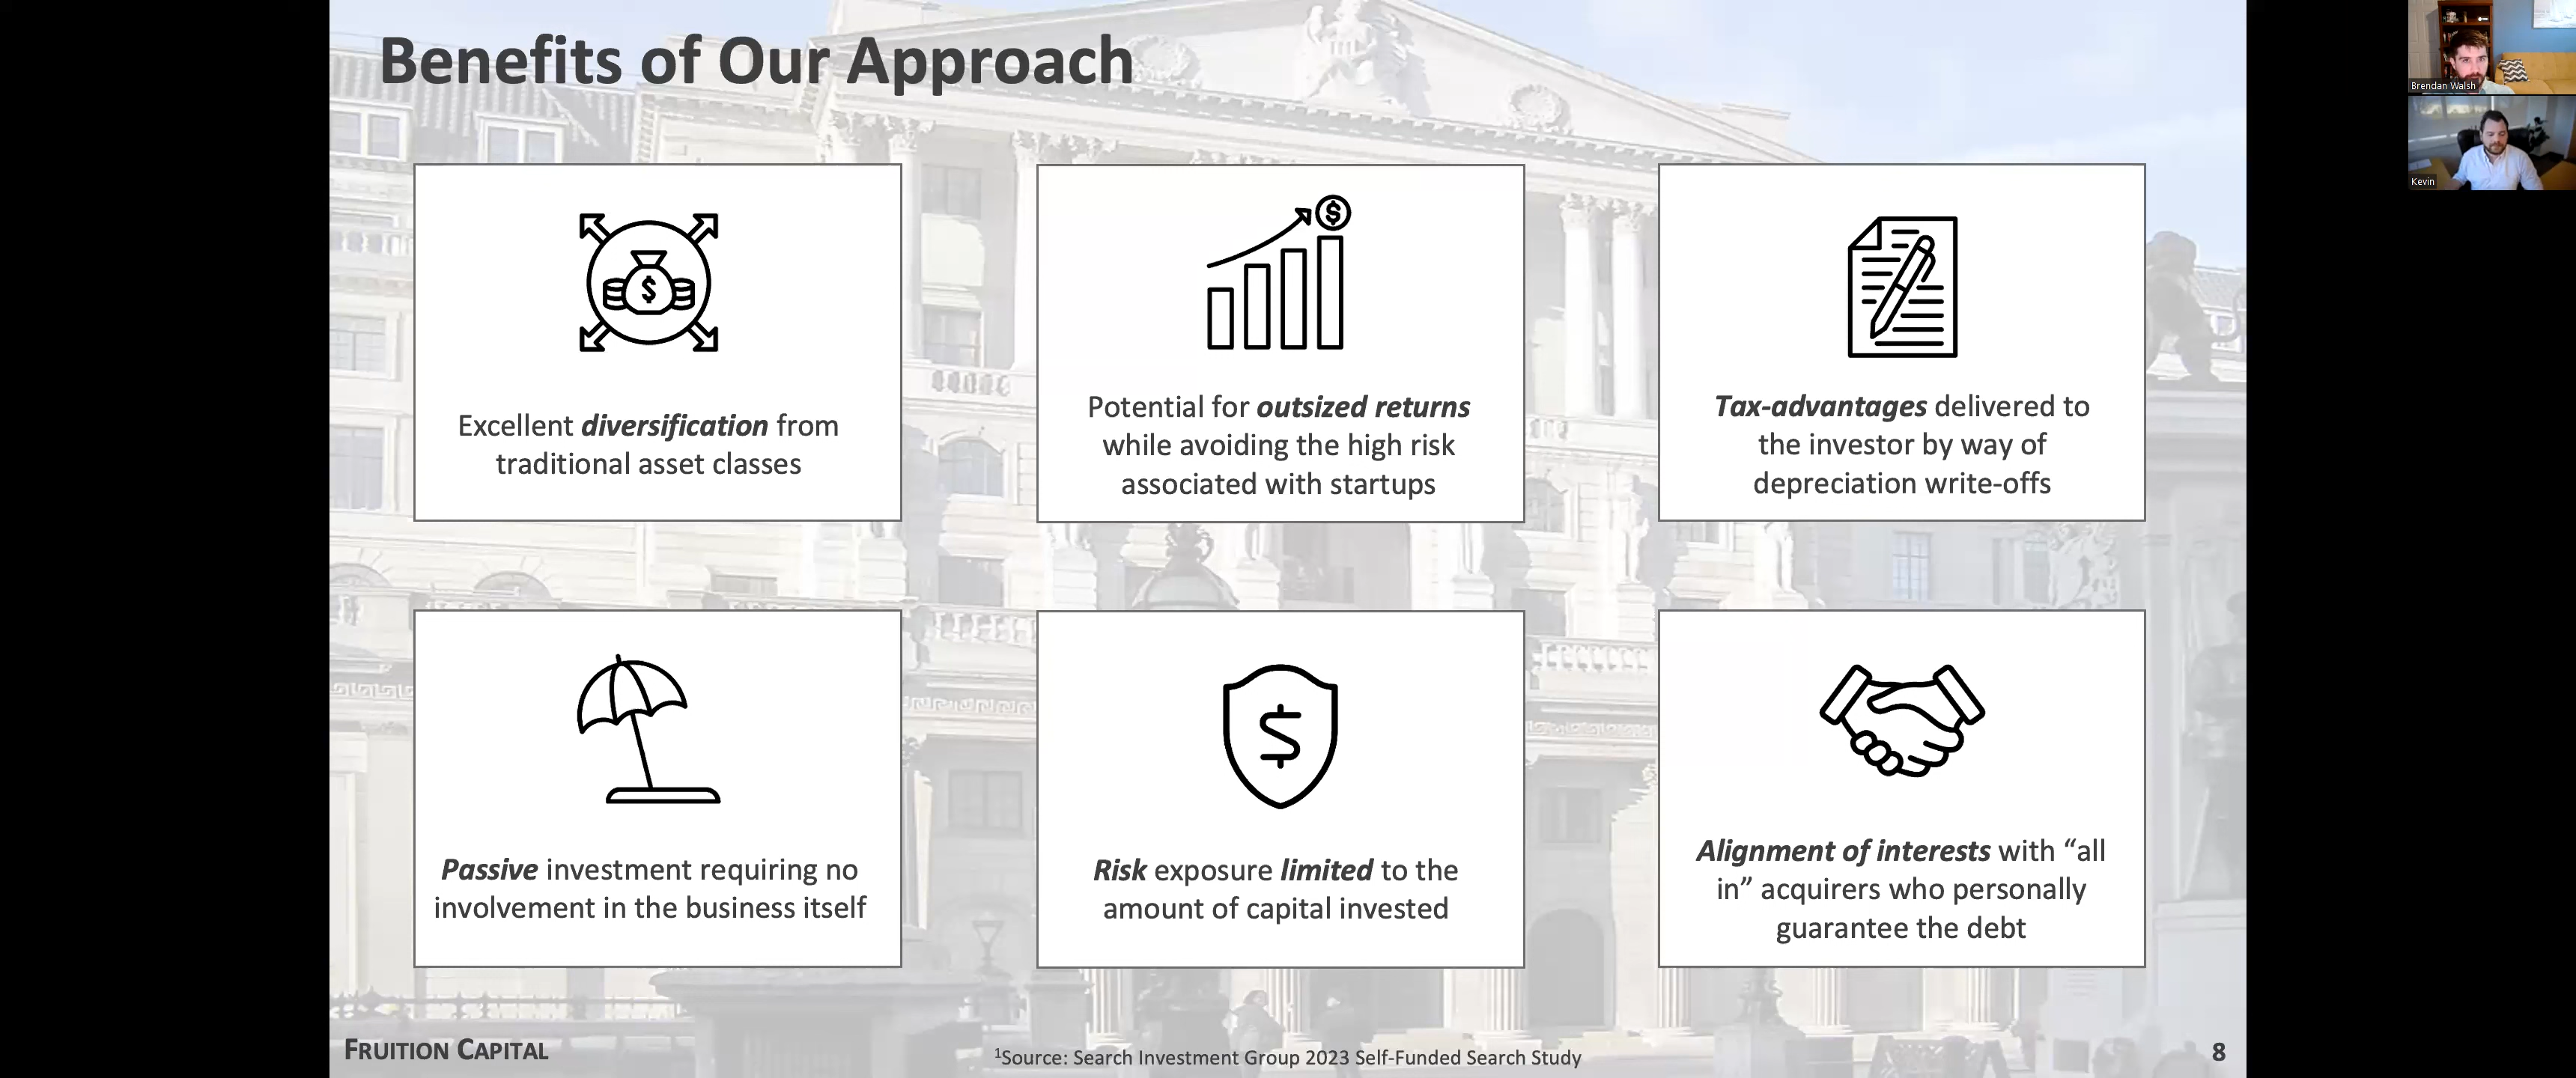 Benefits of Our Approach
Brendan Walsh
Kevin
$
$
Excellent diversification from
traditional asset classes
Potential for outsized returns
while avoiding the high risk
associated with startups
Tax-advantages delivered to
the investor by way of
depreciation write-offs
$
Passive investment requiring no
involvement in the business itself
Risk exposure limited to the
amount of capital invested
Alignment of interests with “all
in” acquirers who personally
guarantee the debt
FRUITION CAPITAL
¹Source: Search Investment Group 2023 Self-Funded Search Study
8